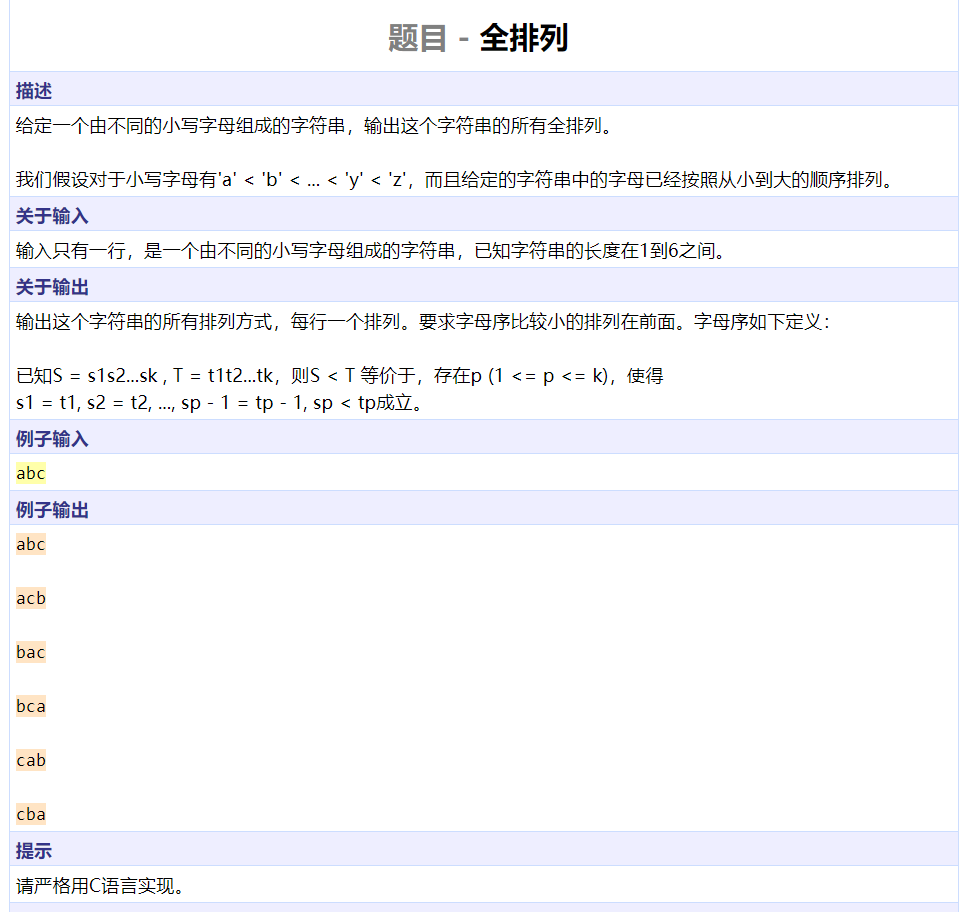 题目 - 全排列
描述
给定一个由不同的小写字母组成的字符串，输出这个字符串的所有全排列。
我们假设对于小写字母有'a' < 'b' < ... < 'y' < 'z'，而且给定的字符串中的字母已经按照从小到大的顺序排列。
关于输入
输入只有一行，是一个由不同的小写字母组成的字符串，已知字符串的长度在1到6之间。
关于输出
输出这个字符串的所有排列方式，每行一个排列。要求字母序比较小的排列在前面。字母序如下定义：
已知S = s1s2...sk , T = t1t2...tk，则S < T 等价于，存在p (1 <= p <= k)，使得
s1 = t1, s2 = t2, ..., sp - 1 = tp - 1, sp < tp成立。
例子输入
abc
例子输出
abc
acb
bac
bca
cab
cba
提示
请严格用C语言实现。